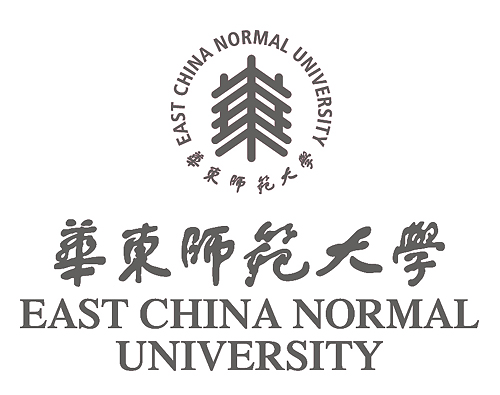 EAST CHINA NORMAL UNIVERSITY
華東師範大學
華東師範大學
EAST CHINA NORMAL
UNIVERSITY